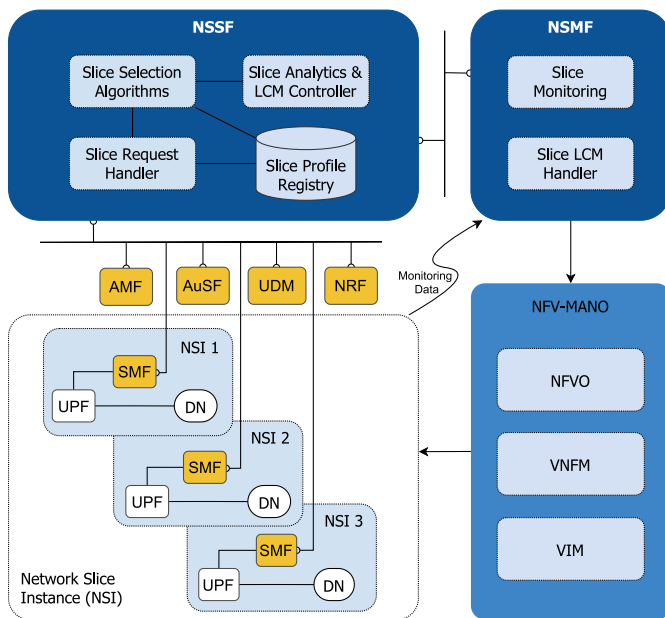 NSSF
Slice Selection
Algorithms
Slice Analytics &
LCM Controller
Slice Request
Handler
Slice Profile
Registry
NSMF
Slice
Monitoring
Slice LCM
Handler
AMF
AuSF
UDM
NRF
Monitoring
Data
NFV-MANO
NFVO
VNFM
VIM
NSI 1
SMF
UPF
DN
NSI 2
SMF
UPF
DN
NSI 3
SMF
UPF
DN
Network Slice
Instance (NSI)